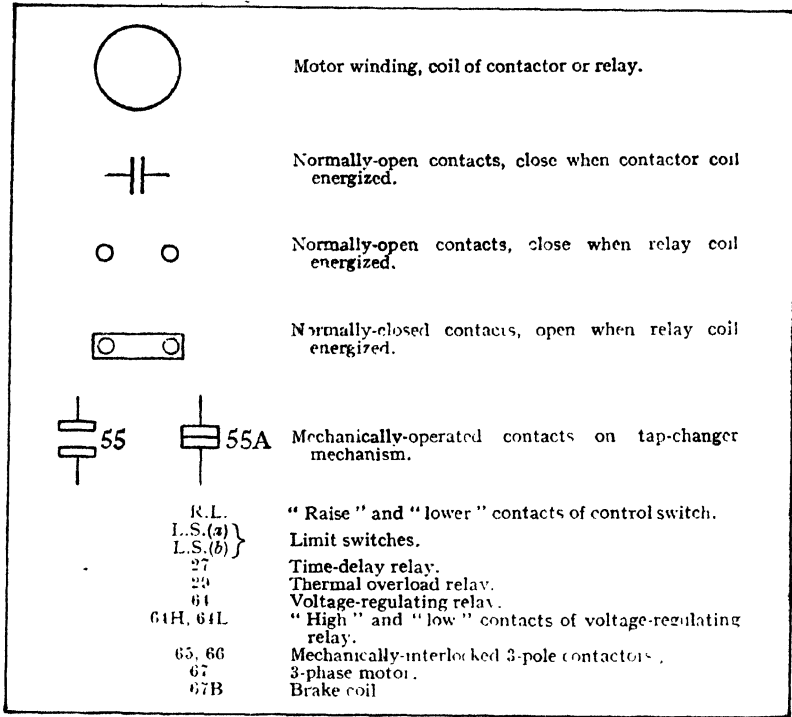 Motor winding, coil of contactor or relay.
Normally-open contacts, close when contactor coil
energized.
Normally-open contacts, close when relay coil
energized.
Normally-closed contacts, open when relay coil
energized.
55 55A Mechanically-operated contacts on tap-changer
mechanism.
R.L. “ Raise ” and “ lower ” contacts of control switch.
L.S.(a)
L.S.(b) } Limit switches.
27 Time-delay relay.
29 Thermal overload relay.
64 Voltage-regulating relay.
64H, 64L “ High ” and “ low ” contacts of voltage-regulating
relay.
65, 66 Mechanically-interlocked 3-pole contactors.
67 3-phase motor.
67B Brake coil